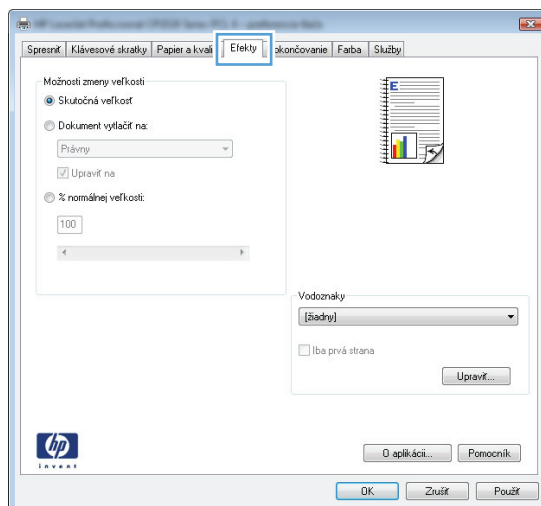 Spresniť Klávesové skratky Papier a kvali Efekty okončovanie Farba Služby
Možnosti zmeny veľkosti
Skutočná veľkosť
Dokument vytlačiť na:
Právny
Upraviť na
% normálnej veľkosti:
100
E
Vodoznaky
[žiadny]
Iba prvá strana
Upraviť...
hp
invent
O aplikácii... Pomocník
OK Zrušiť Použiť